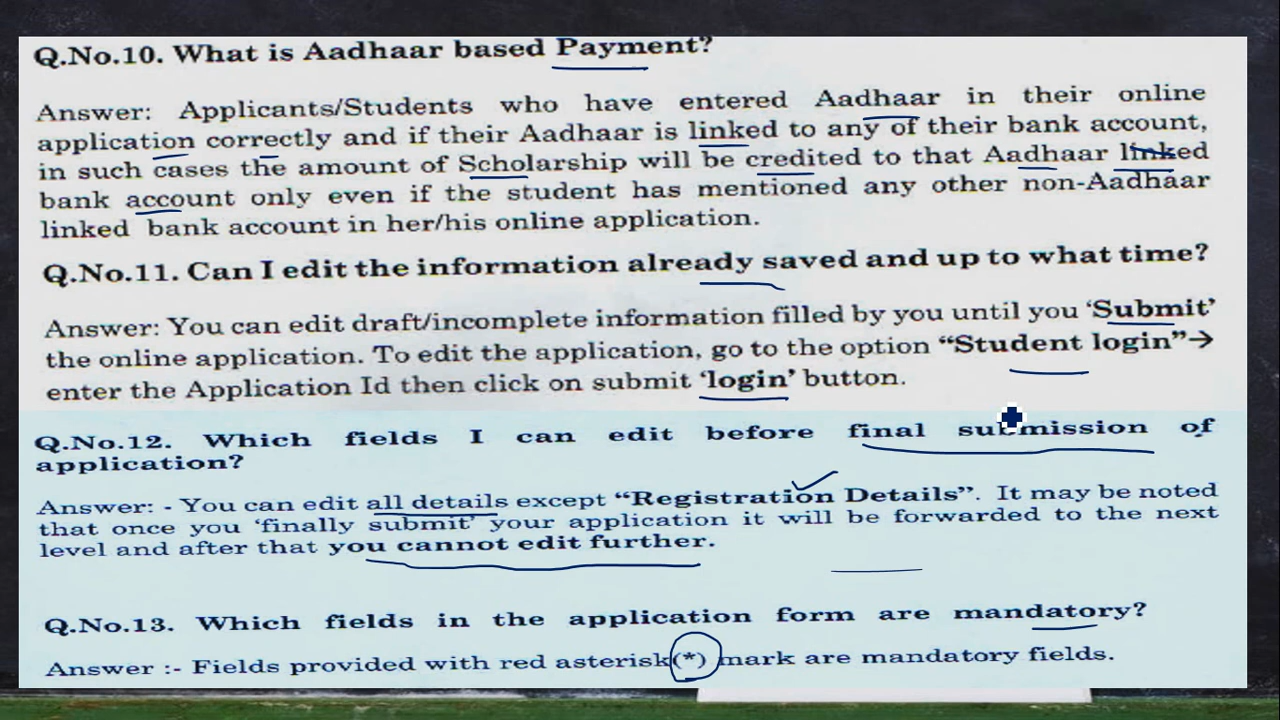 Q.No.10. What is Aadhaar based Payment?
Answer: Applicants/Students who have entered Aadhaar in their online
application correctly and if their Aadhaar is linked to any of their bank account,
in such cases the amount of Scholarship will be credited to that Aadhaar linked
bank account only even if the student has mentioned any other non-Aadhaar
linked bank account in her/his online application.
Q.No.11. Can I edit the information already saved and up to what time?
Answer: You can edit draft/incomplete information filled by you until you ‘Submit’
the online application. To edit the application, go to the option “Student login”→
enter the Application Id then click on submit ‘login’ button.
Q.No.12. Which fields I can edit before final submission of
application?
Answer: - You can edit all details except “Registration Details”. It may be noted
that once you ‘finally submit’ your application it will be forwarded to the next
level and after that you cannot edit further.
Q.No.13. Which fields in the application form are mandatory?
Answer :- Fields provided with red asterisk(*) mark are mandatory fields.